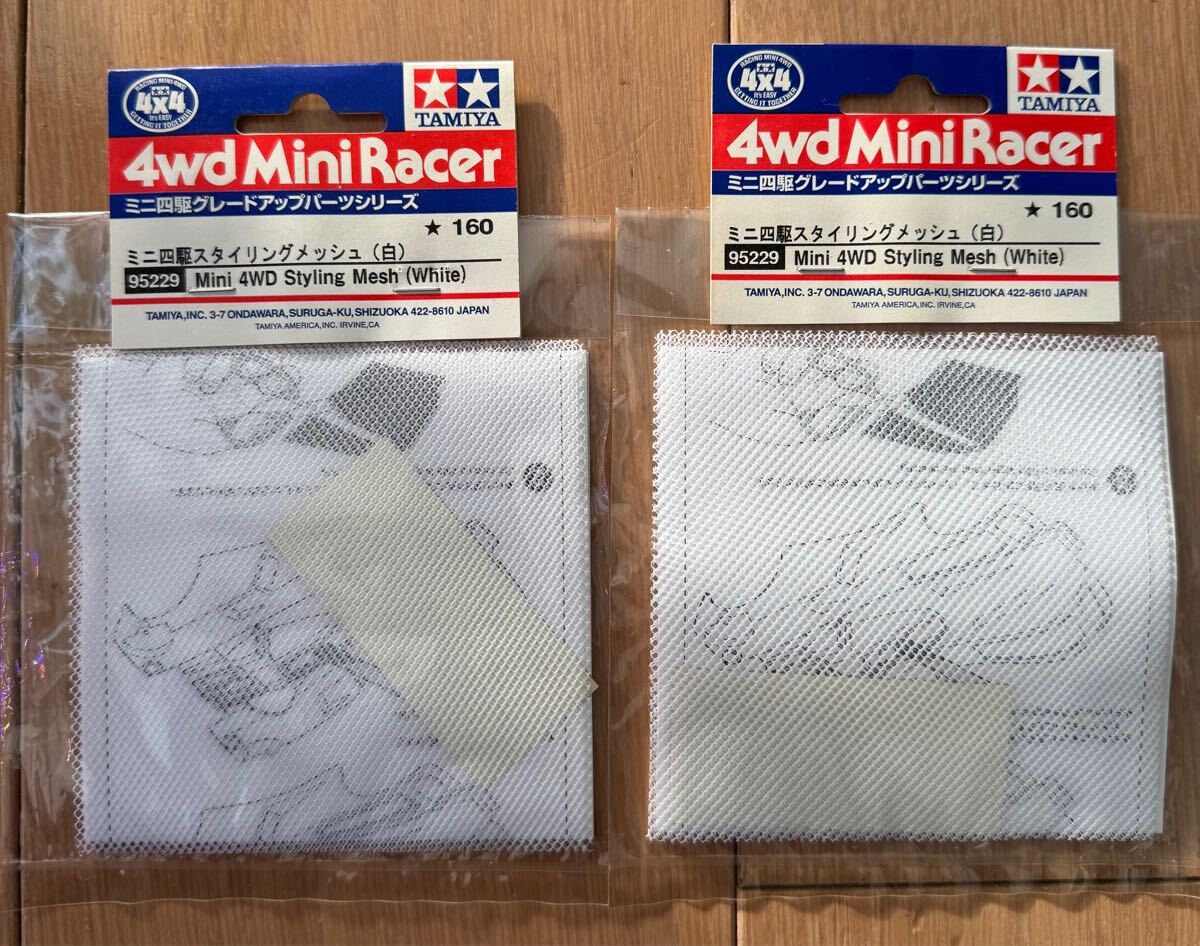 RACING MINI 4WD
4x4
It's EASY
GETTING IT TOGETHER
TAMIYA
4wd Mini Racer
ミニ四駆グレードアップパーツシリーズ
★ 160
ミニ四駆スタイリングメッシュ（白）
95229 Mini 4WD Styling Mesh (White)
TAMIYA,INC. 3-7 ONDAWARA, SURUGA-KU, SHIZUOKA 422-8610 JAPAN
TAMIYA AMERICA,INC. IRVINE,CA
RACING MINI 4WD
4x4
It's EASY
GETTING IT TOGETHER
TAMIYA
4wd Mini Racer
ミニ四駆グレードアップパーツシリーズ
★ 160
ミニ四駆スタイリングメッシュ（白）
95229 Mini 4WD Styling Mesh (White)
TAMIYA,INC. 3-7 ONDAWARA, SURUGA-KU, SHIZUOKA 422-8610 JAPAN
TAMIYA AMERICA,INC. IRVINE,CA